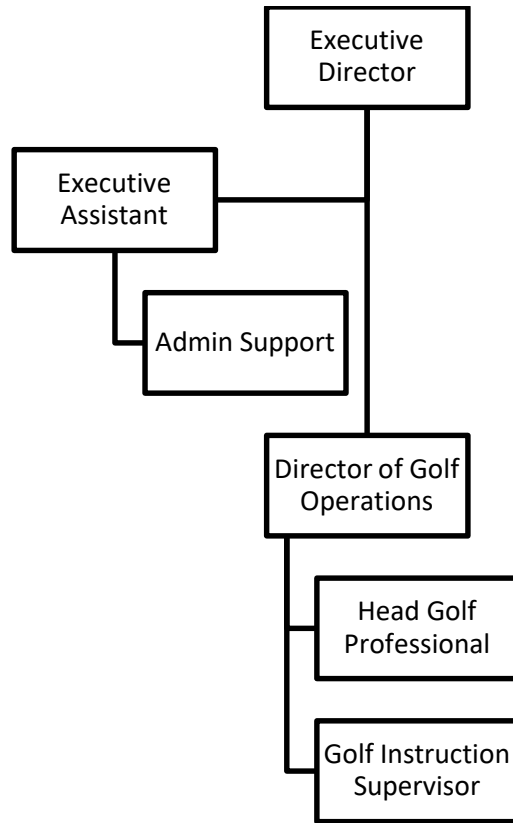 Executive
Director
Executive
Assistant
Admin Support
Director of Golf
Operations
Head Golf
Professional
Golf Instruction
Supervisor